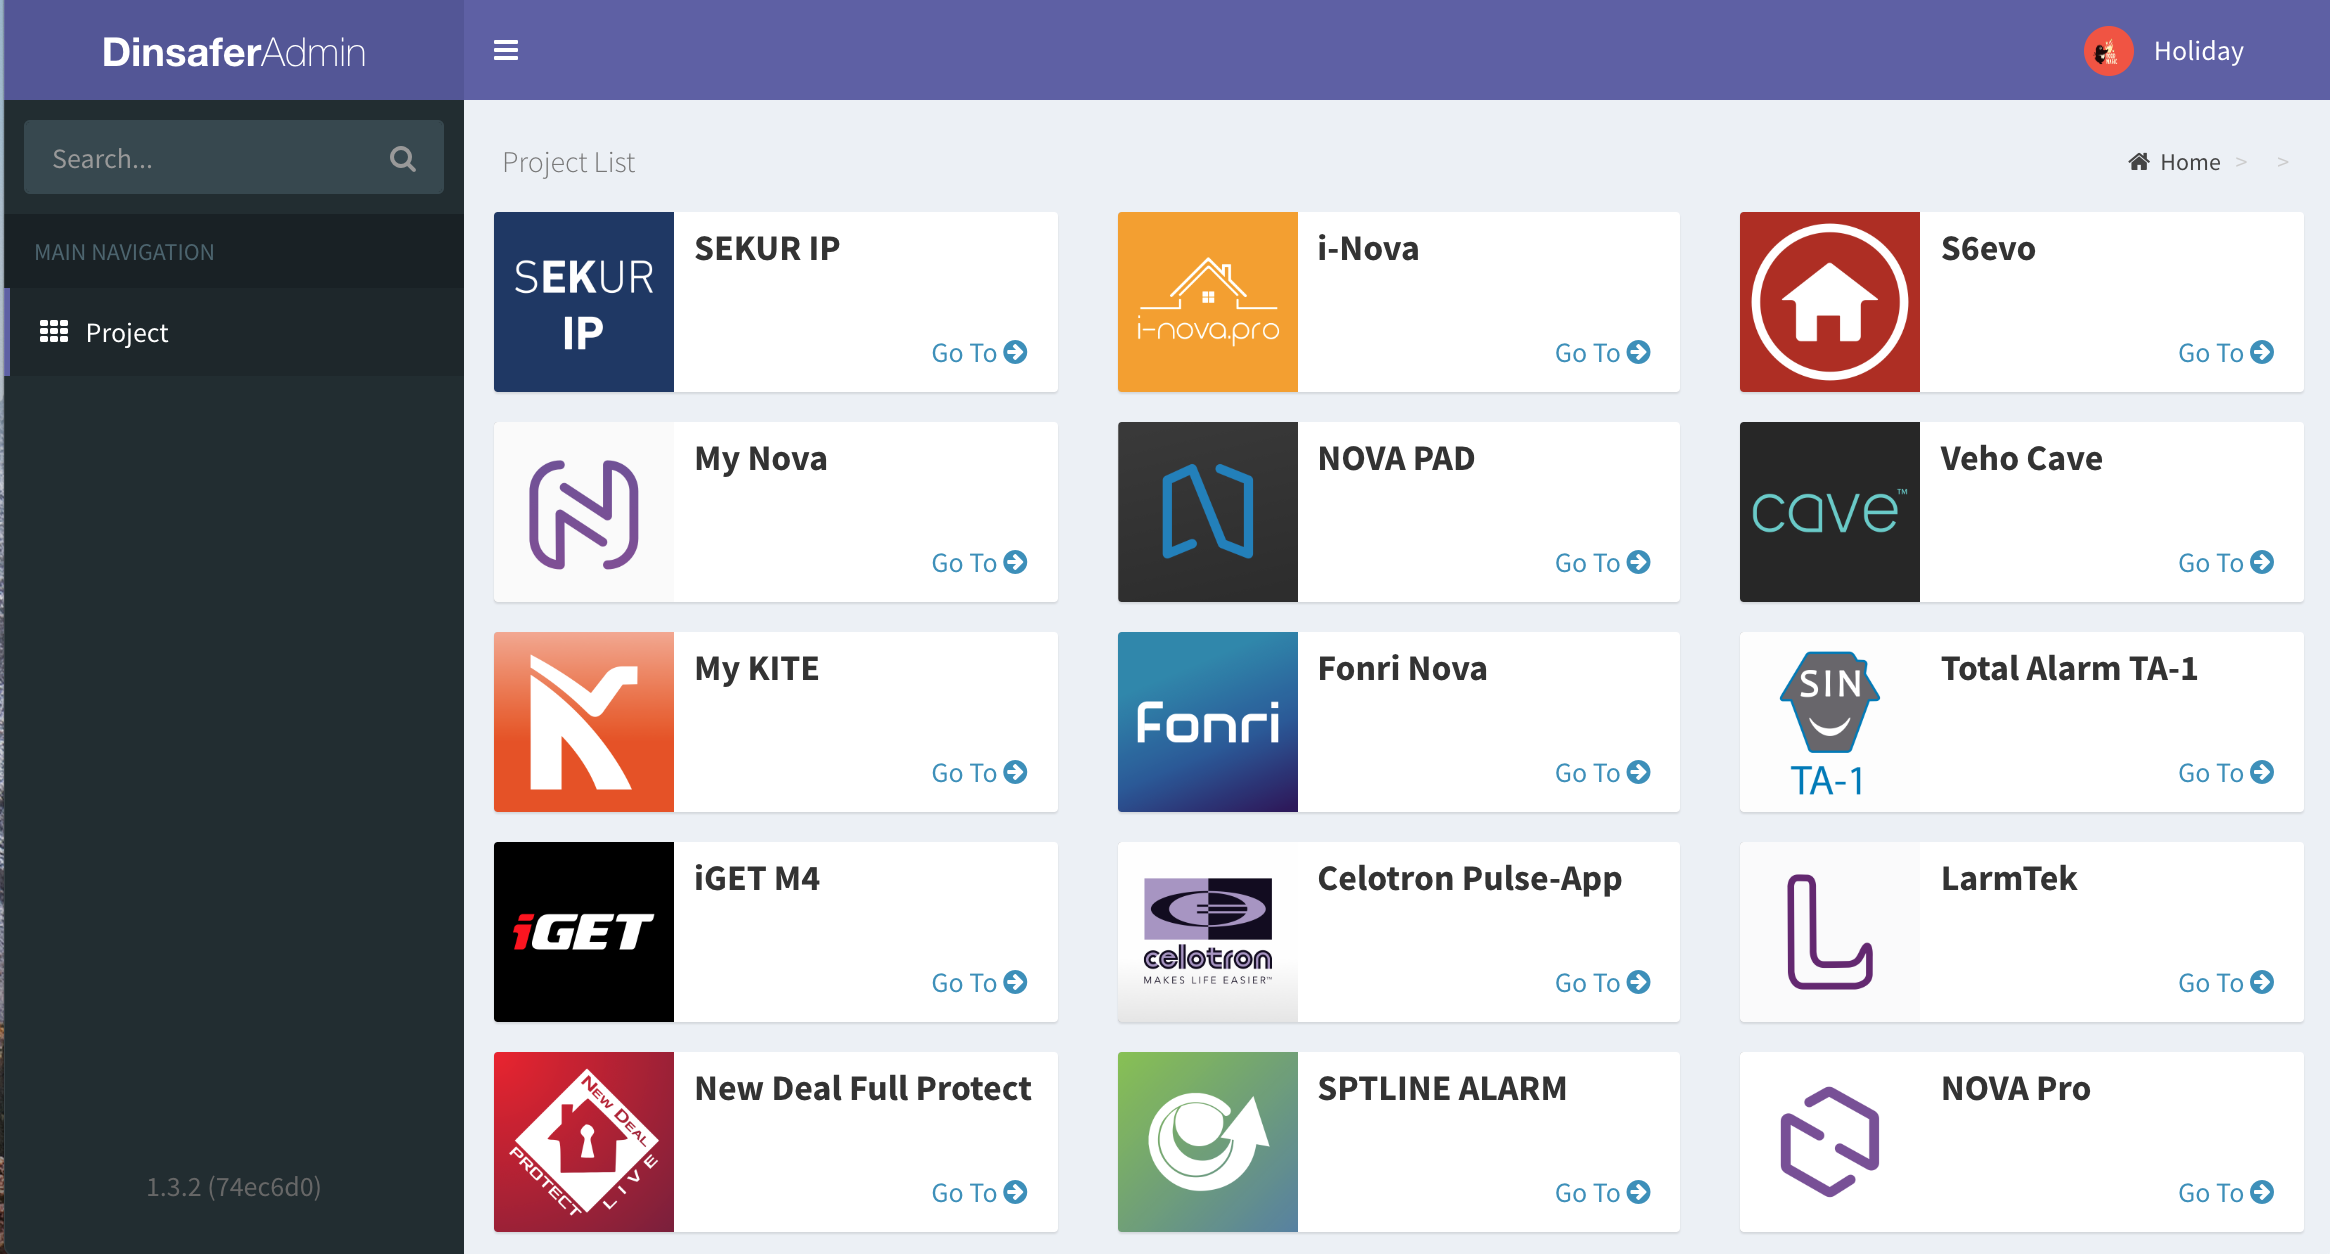 DinsaferAdmin
Holiday
Search...
MAIN NAVIGATION
Project
1.3.2 (74ec6d0)
Project List
Home > >
SEKUR
IP
SEKUR IP
Go To
i-nova.pro
i-Nova
Go To
S6evo
Go To
My Nova
Go To
NOVA PAD
Go To
cave™
Veho Cave
Go To
My KITE
Go To
Fonri
Fonri Nova
Go To
SIN
TA-1
Total Alarm TA-1
Go To
iGET
iGET M4
Go To
celotron
MAKES LIFE EASIER™
Celotron Pulse-App
Go To
LarmTek
Go To
NEW DEAL
PROTECT
LIVE
New Deal Full Protect
Go To
SPTLINE ALARM
Go To
NOVA Pro
Go To